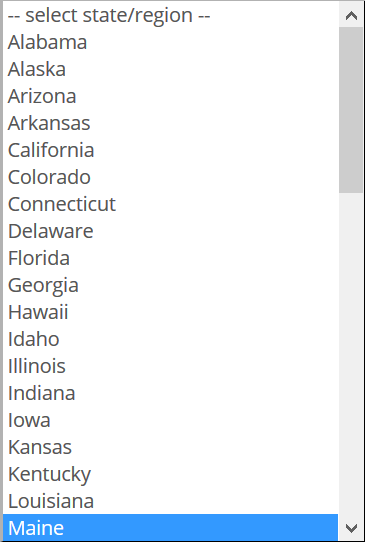 -- select state/region --
Alabama
Alaska
Arizona
Arkansas
California
Colorado
Connecticut
Delaware
Florida
Georgia
Hawaii
Idaho
Illinois
Indiana
Iowa
Kansas
Kentucky
Louisiana
Maine